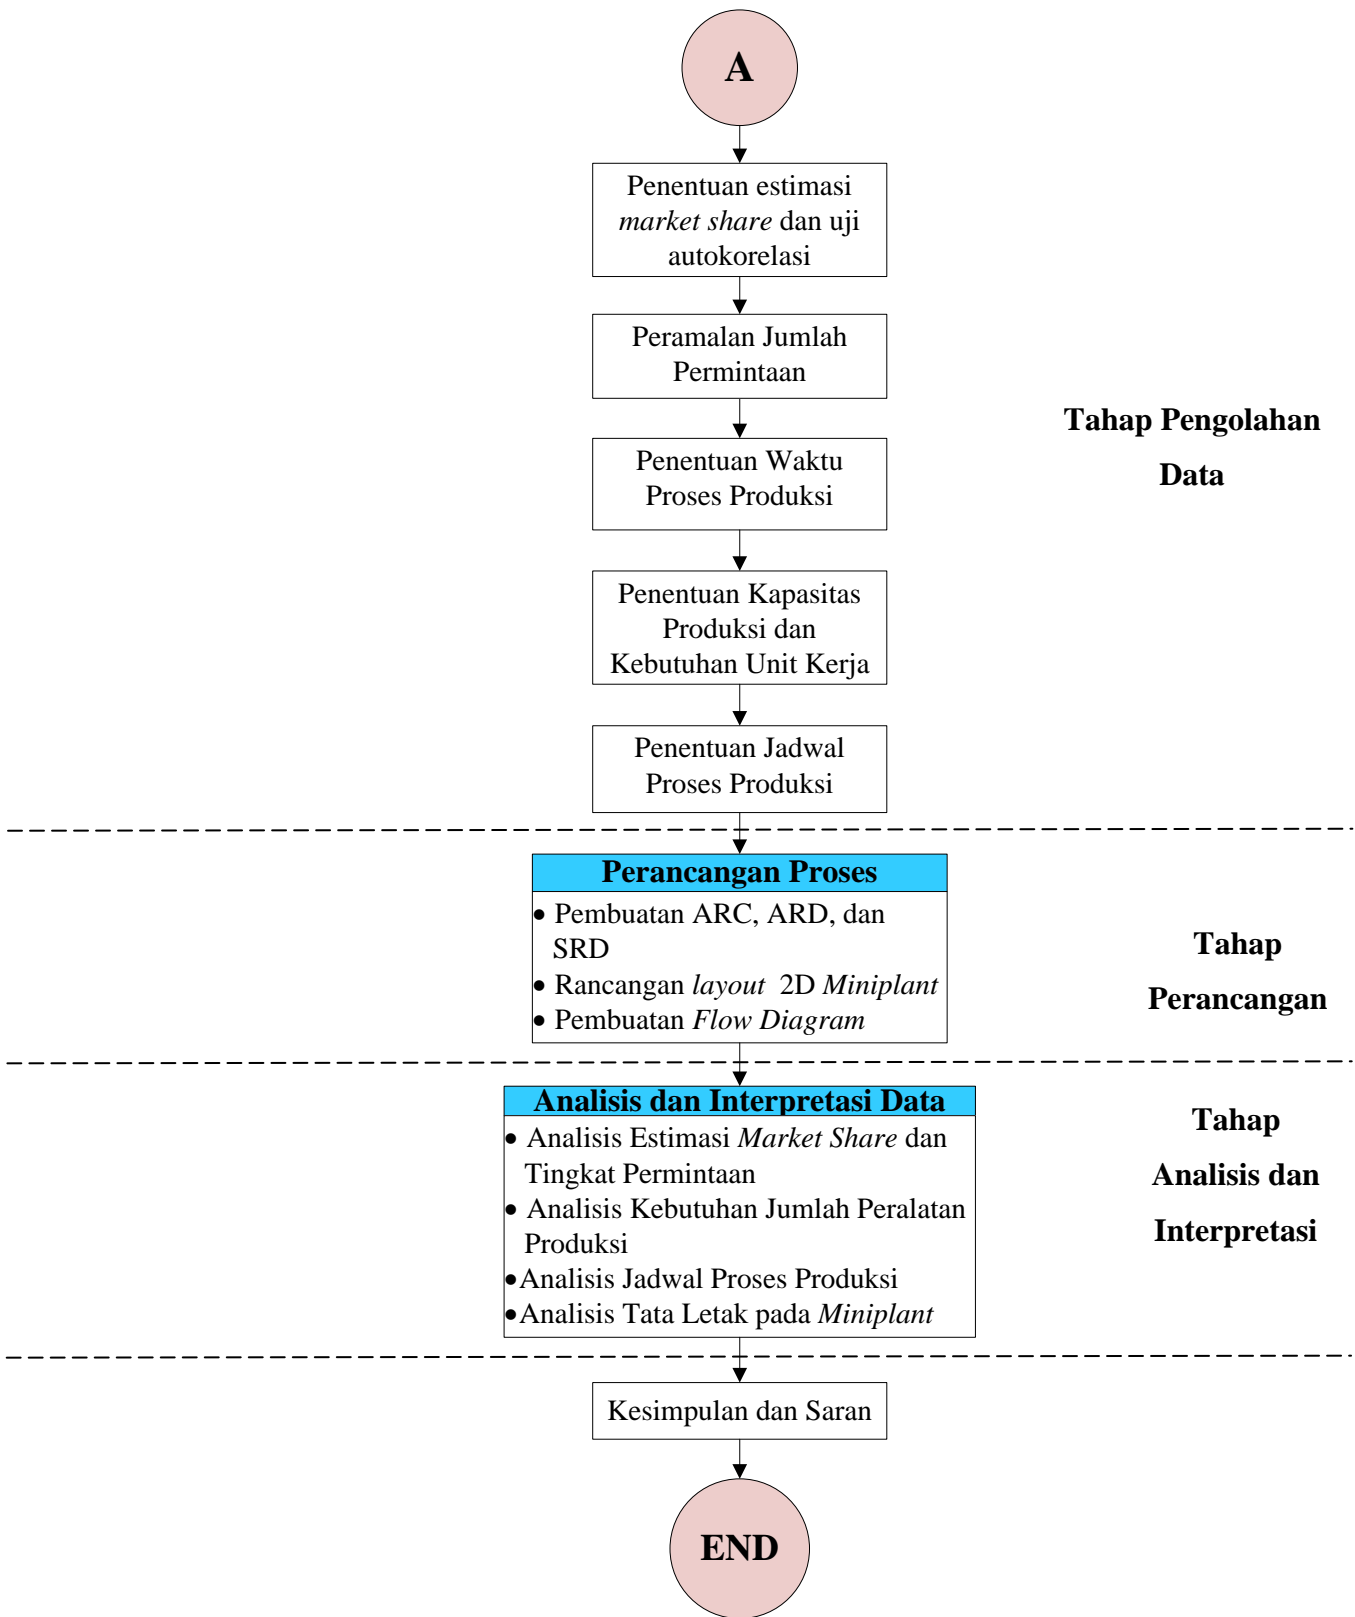 A
Penentuan estimasi
market share dan uji
autokorelasi
Peramalan Jumlah
Permintaan
Penentuan Waktu
Proses Produksi
Penentuan Kapasitas
Produksi dan
Kebutuhan Unit Kerja
Penentuan Jadwal
Proses Produksi
Tahap Pengolahan
Data
Perancangan Proses
• Pembuatan ARC, ARD, dan
SRD
• Rancangan layout 2D Miniplant
• Pembuatan Flow Diagram
Tahap
Perancangan
Analisis dan Interpretasi Data
• Analisis Estimasi Market Share dan
Tingkat Permintaan
• Analisis Kebutuhan Jumlah Peralatan
Produksi
•Analisis Jadwal Proses Produksi
•Analisis Tata Letak pada Miniplant
Tahap
Analisis dan
Interpretasi
Kesimpulan dan Saran
END